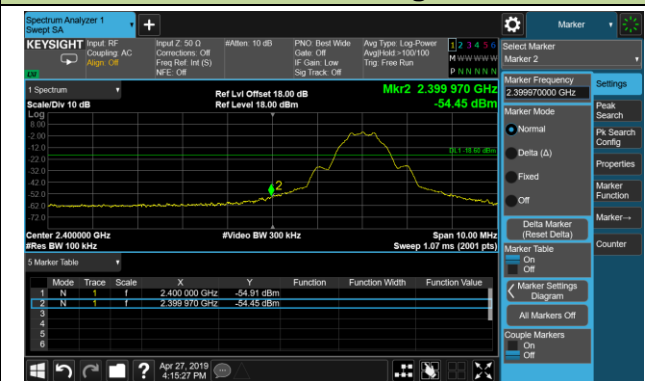 Spectrum Analyzer 1
Swept SA
+
Marker
KEYSIGHT
Input: RF
Coupling: AC
Align: Off
Input Z: 50 Ω
Corrections: Off
Freq Ref: Int (S)
NFE: Off
#Atten: 10 dB
PNO: Best Wide
Gate: Off
IF Gain: Low
Sig Track: Off
Avg Type: Log-Power
Avg|Hold:>100/100
Trig: Free Run
1 2 3 4 5 6
M W W W W W
P N N N N N
Select Marker
Marker 2
1 Spectrum
Scale/Div 10 dB
Ref Lvl Offset 18.00 dB
Ref Level 18.00 dBm
Mkr2 2.399 970 GHz
-54.45 dBm
Log
8.00
-2.00
-12.0
-22.0
-32.0
-42.0
-52.0
-62.0
-72.0
2
Center 2.400000 GHz
#Res BW 100 kHz
#Video BW 300 kHz
Span 10.00 MHz
Sweep 1.07 ms (2001 pts)
5 Marker Table
Mode Trace Scale X Y Function Function Width Function Value
1 N 1 f 2.400 000 GHz -54.91 dBm
2 N 1 f 2.399 970 GHz -54.45 dBm
3
4
5
6
Marker Frequency
2.399970000 GHz
Marker Mode
Normal
Delta (Δ)
Fixed
Off
Delta Marker
(Reset Delta)
Marker Table
On
Off
Marker Settings
Diagram
All Markers Off
Couple Markers
On
Off
Settings
Peak
Search
Pk Search
Config
Properties
Marker
Function
Marker→
Counter
?
Apr 27, 2019
4:15:27 PM